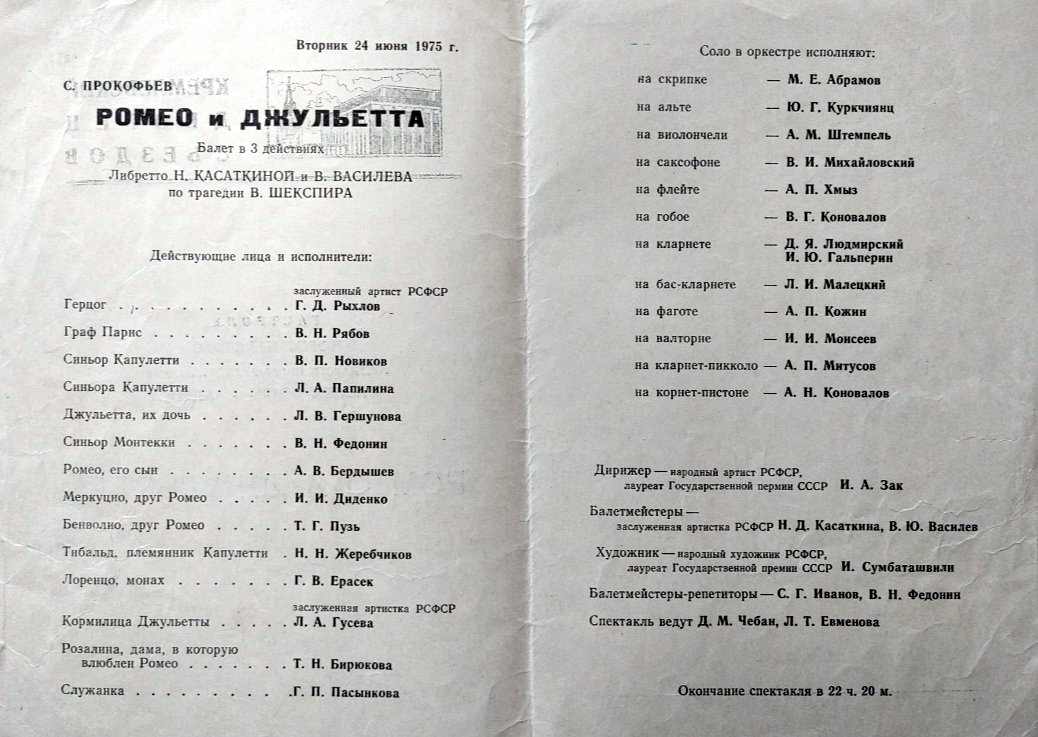 Вторник 24 июня 1975 г.
С. ПРОКОФЬЕВ
РОМЕО и ДЖУЛЬЕТТА
Балет в 3 действиях
Либретто Н. КАСАТКИНОЙ и В. ВАСИЛЕВА
по трагедии В. ШЕКСПИРА
Действующие лица и исполнители:
заслуженный артист РСФСР
Герцог . . . . . . . . . . . Г. Д. Рыхлов
Граф Парис . . . . . . . . . В. Н. Рябов
Синьор Капулетти . . . . . . . В. П. Новиков
Синьора Капулетти . . . . . . Л. А. Папилина
Джульетта, их дочь . . . . . . Л. В. Гершунова
Синьор Монтекки . . . . . . . В. Н. Федонин
Ромео, его сын . . . . . . . . А. В. Бердышев
Меркуцио, друг Ромео . . . . . И. И. Диденко
Бенволио, друг Ромео . . . . . Т. Г. Пузь
Тибальд, племянник Капулетти . Н. Н. Жеребчиков
Лоренцо, монах . . . . . . . Г. В. Ерасек
заслуженная артистка РСФСР
Кормилица Джульетты . . . . . Л. А. Гусева
Розалина, дама, в которую
влюблен Ромео . . . . . . . Т. Н. Бирюкова
Служанка . . . . . . . . . .Г. П. Пасынкова
Соло в оркестре исполняют:
на скрипке — М. Е. Абрамов
на альте — Ю. Г. Куркчиянц
на виолончели — А. М. Штемпель
на саксофоне — В. И. Михайловский
на флейте — А. П. Хмыз
на гобое — В. Г. Коновалов
на кларнете — Д. Я. Людмирский
И. Ю. Гальперин
на бас-кларнете — Л. И. Малецкий
на фаготе — А. П. Кожин
на валторне — И. И. Моисеев
на кларнет-пикколо — А. П. Митусов
на корнет-пистоне — А. Н. Коновалов
Дирижер — народный артист РСФСР,
лауреат Государственной пермии СССР И. А. Зак
Балетмейстеры —
заслуженная артистка РСФСР Н. Д. Касаткина, В. Ю. Василев
Художник — народный художник РСФСР,
лауреат Государственной премии СССР И. Сумбаташвили
Балетмейстеры-репетиторы — С. Г. Иванов, В. Н. Федонин
Спектакль ведут Д. М. Чебан, Л. Т. Евменова
Окончание спектакля в 22 ч. 20 м.